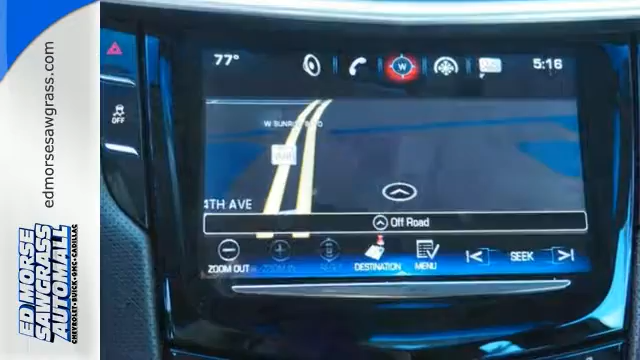 edmorsesawgrass.com
ED MORSE
SAWGRASS
AUTOMALL
CHEVROLET•BUICK•GMC•CADILLAC
OFF
77°
W
5:16
W SUNRISE
4TH AVE
Off Road
ZOOM OUT
ZOOM IN
RESET
DESTINATION
MENU
SEEK